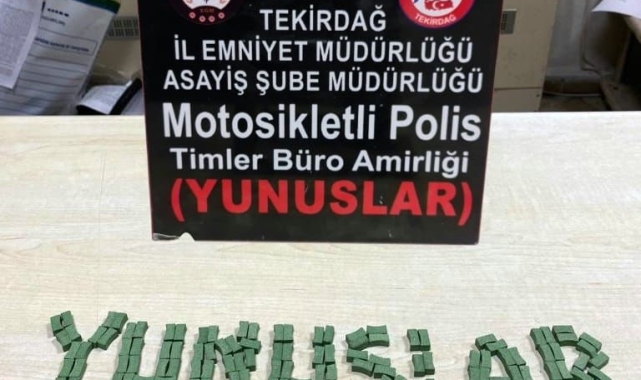 TEKİRDAĞ
TEKİRDAĞ
İL EMNİYET MÜDÜRLÜĞÜ
ASAYİŞ ŞUBE MÜDÜRLÜĞÜ
Motosikletli Polis
Timler Büro Amirliği
(YUNUSLAR)
YUNUSLAR